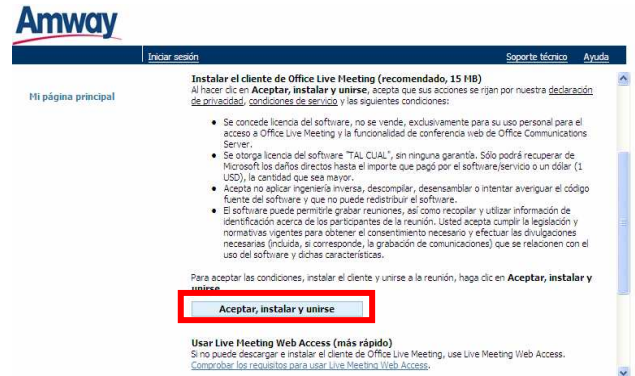 Amway
Iniciar sesión
Soporte técnico
Ayuda
Mi página principal
Instalar el cliente de Office Live Meeting (recomendado, 15 MB)
Al hacer clic en Aceptar, instalar y unirse, acepta que sus acciones se rijan por nuestra declaración
de privacidad, condiciones de servicio y las siguientes condiciones:
• Se concede licencia del software, no se vende, exclusivamente para su uso personal para el
acceso a Office Live Meeting y la funcionalidad de conferencia web de Office Communications
Server.
• Se otorga licencia del software "TAL CUAL", sin ninguna garantía. Sólo podrá recuperar de
Microsoft los daños directos hasta el importe que pagó por el software/servicio o un dólar (1
USD), la cantidad que sea mayor.
• Acepta no aplicar ingeniería inversa, descompilar, desensamblar o intentar averiguar el código
fuente del software y que no puede redistribuir el software.
• El software puede permitirle grabar reuniones, así como recopilar y utilizar información de
identificación acerca de los participantes de la reunión. Usted acepta cumplir la legislación y
normativas vigentes para obtener el consentimiento necesario y efectuar las divulgaciones
necesarias (incluida, si corresponde, la grabación de comunicaciones) que se relacionen con el
uso del software y dichas características.
Para aceptar las condiciones, instalar el cliente y unirse a la reunión, haga clic en Aceptar, instalar y
unirse
Aceptar, instalar y unirse
Usar Live Meeting Web Access (más rápido)
Si no puede descargar e instalar el cliente de Office Live Meeting, use Live Meeting Web Access.
Comprobar los requisitos para usar Live Meeting Web Access.